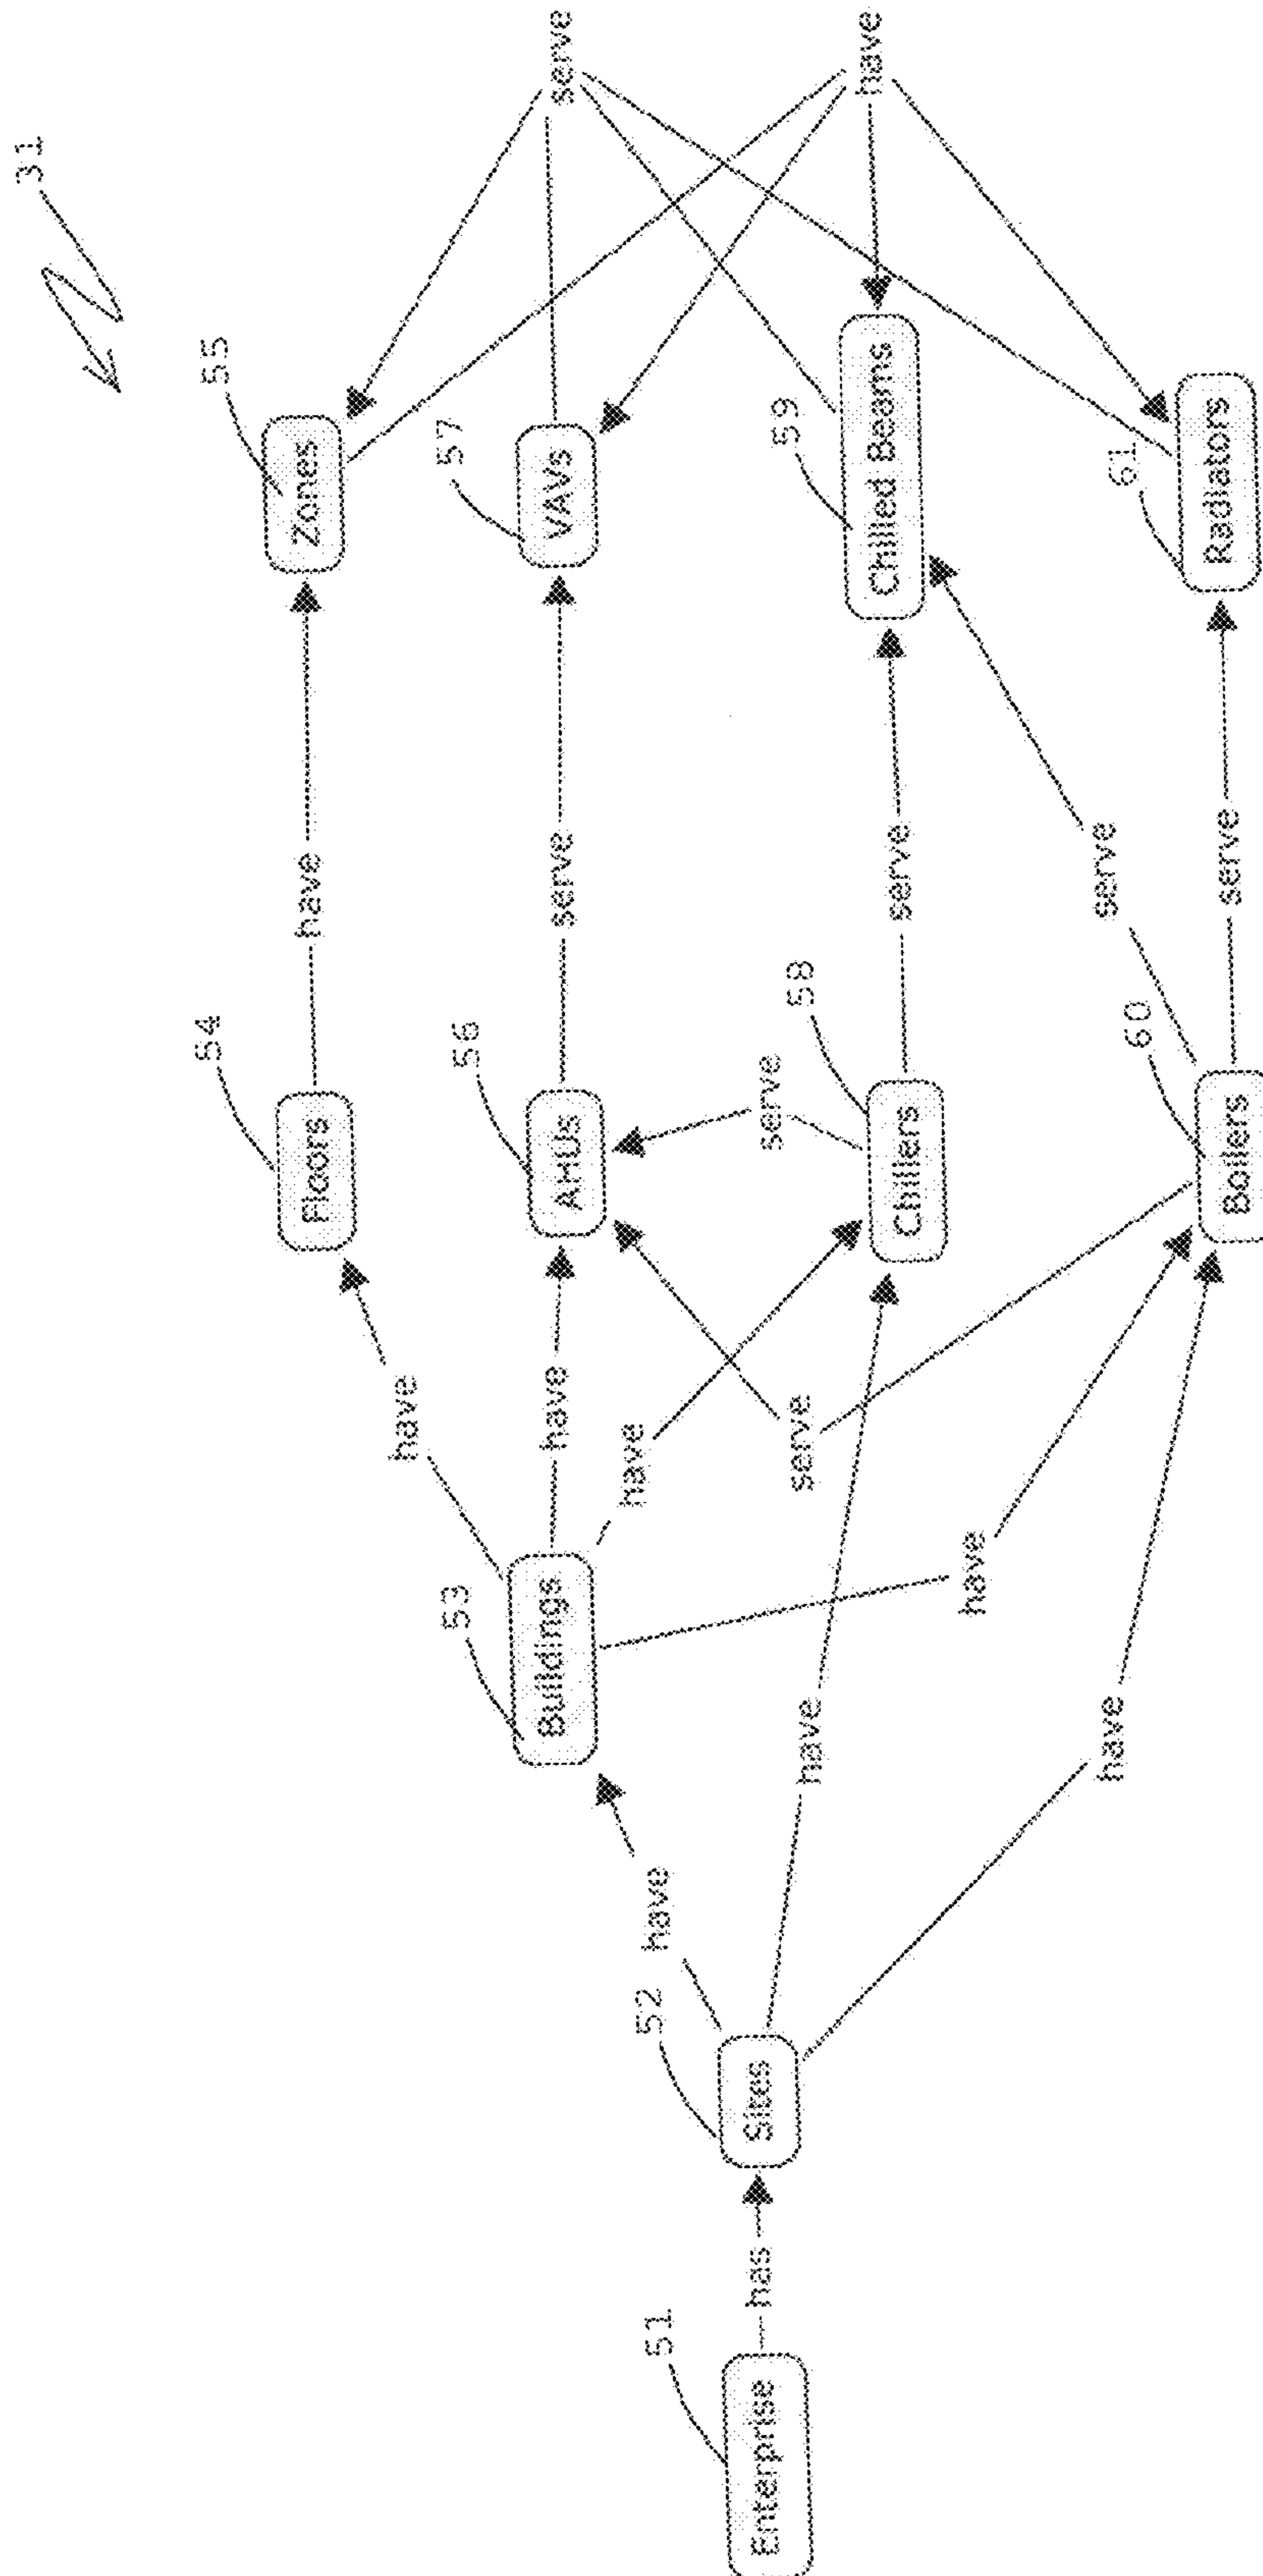 31
Enterprise
51
has
Sites
52
have
have
have
Buildings
53
have
have
have
have
Floors
54
have
Zones
55
AHUs
56
serve
VAVs
57
Chillers
58
serve
serve
Chilled Beams
59
Boilers
60
serve
serve
serve
Radiators
61
serve
have